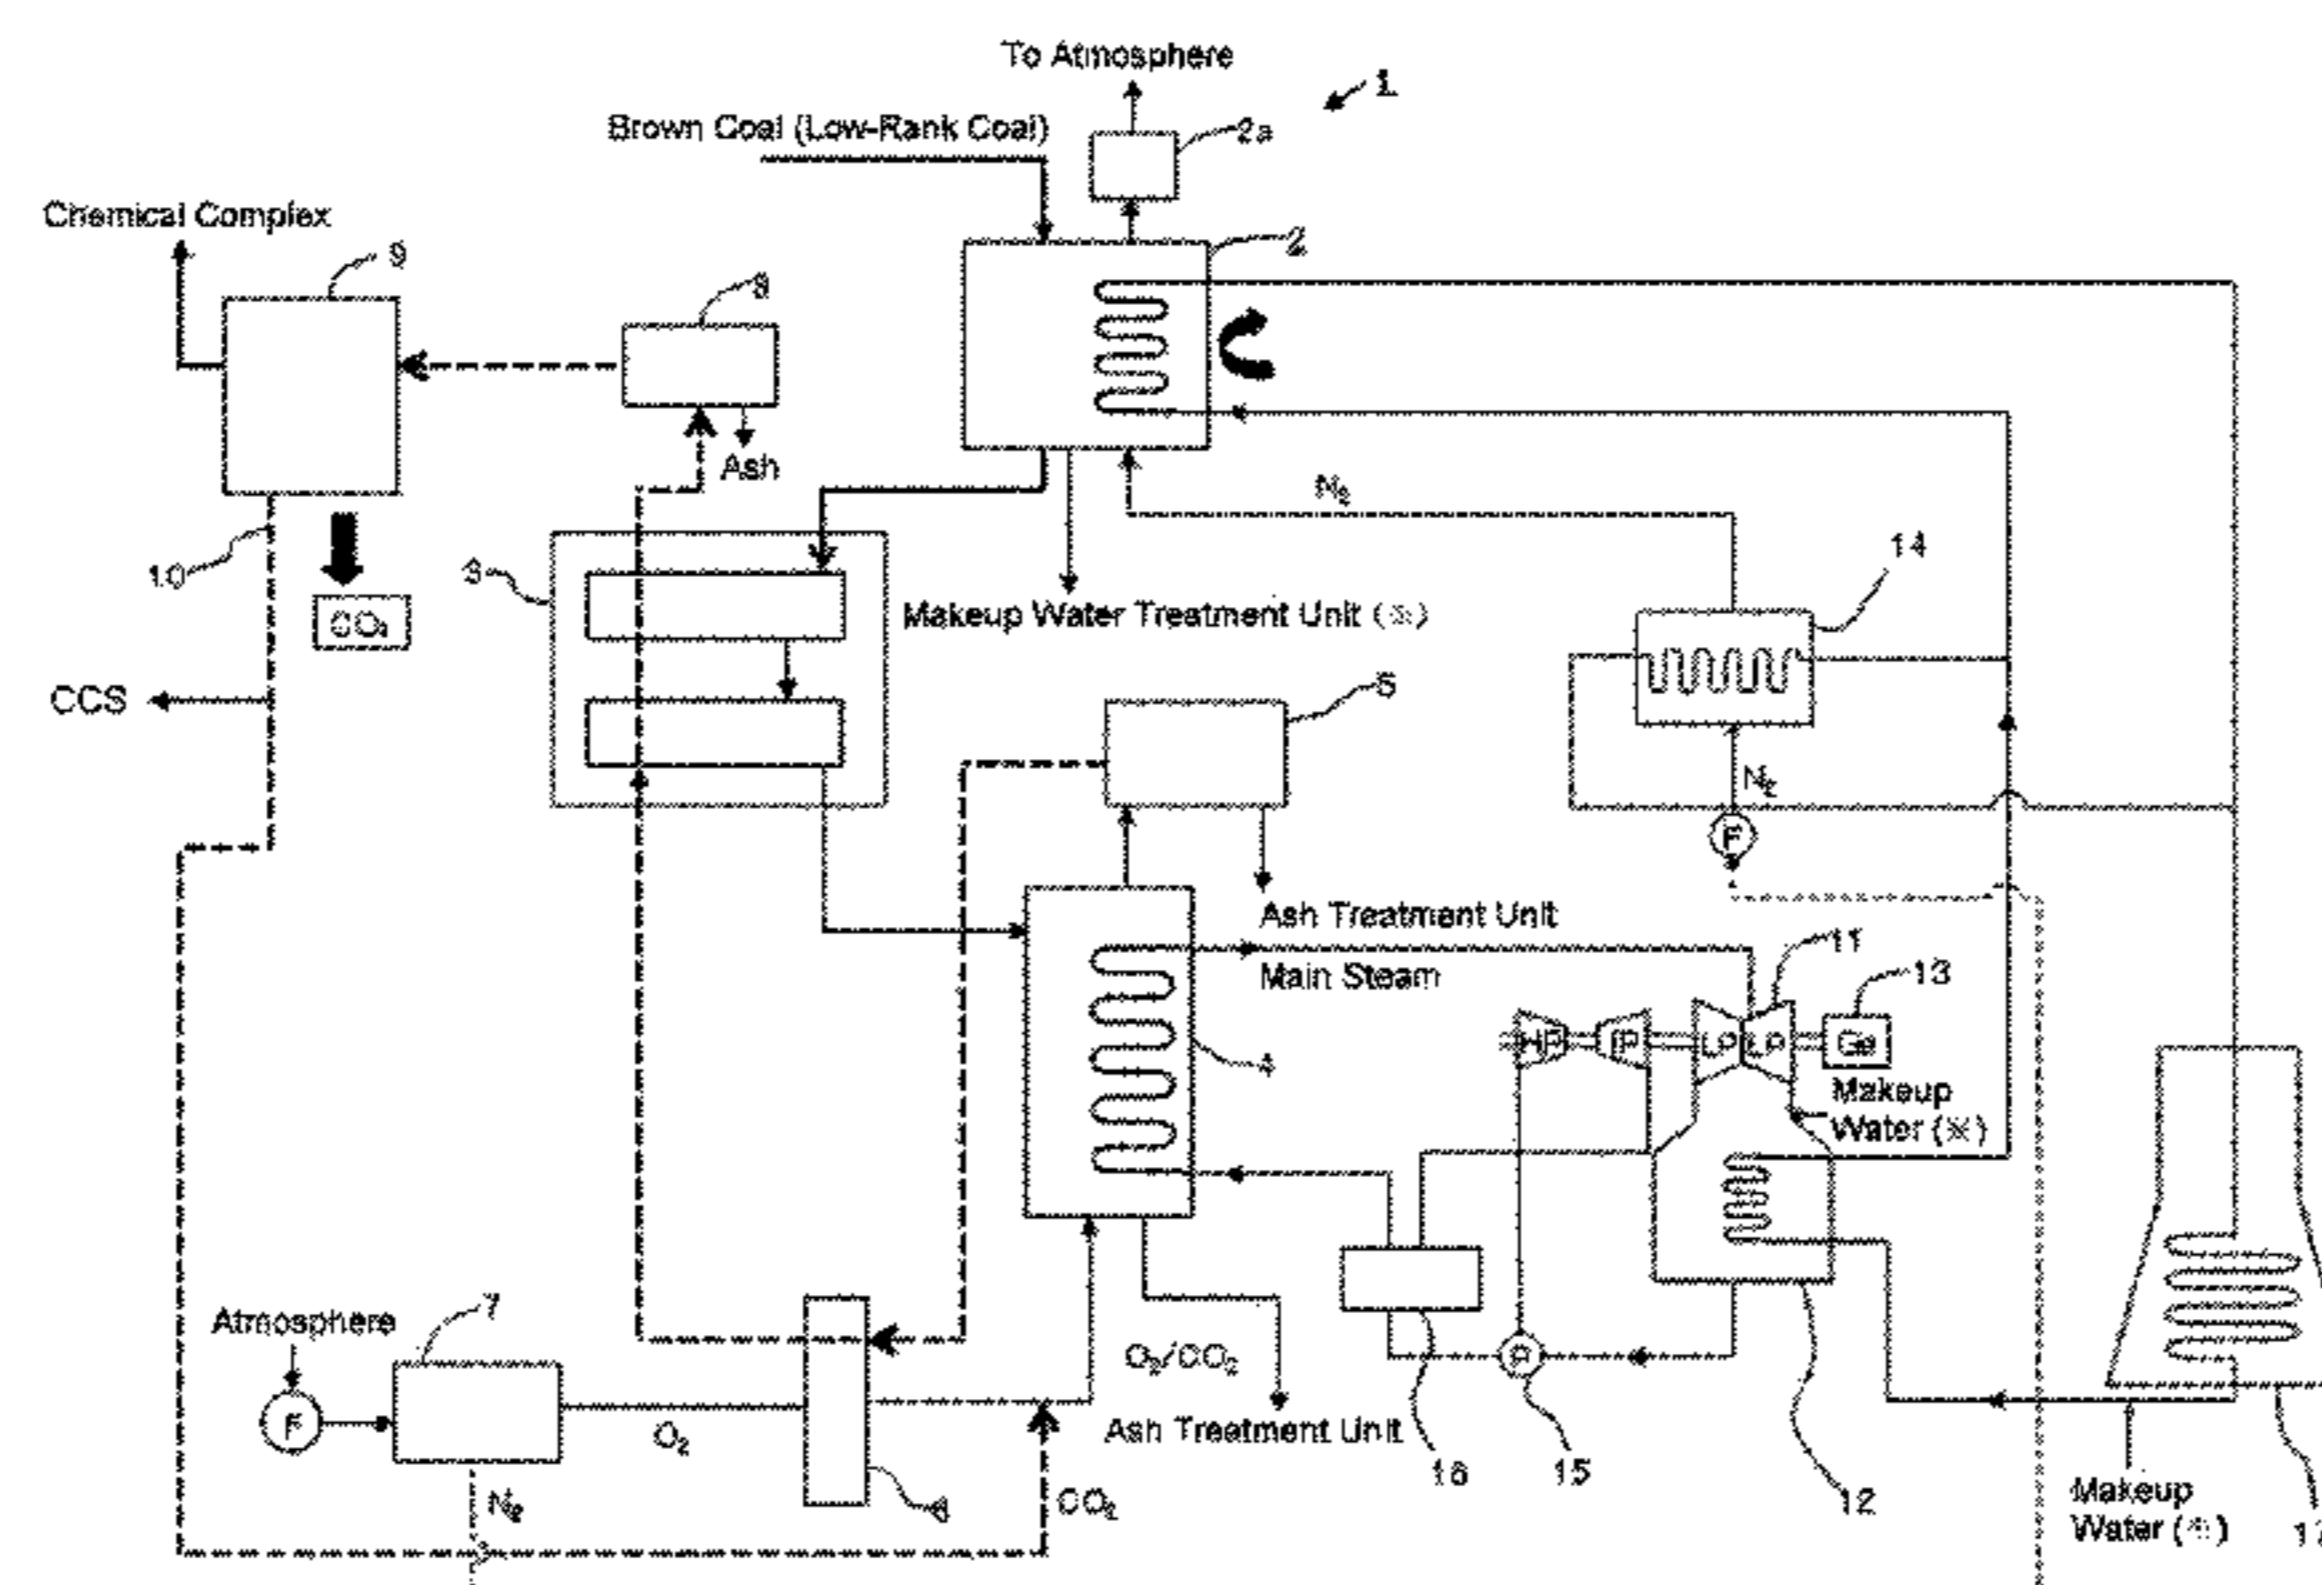 To Atmosphere
1
Brown Coal (Low-Rank Coal)
2a
Chemical Complex
9
8
2
Ash
N2
14
10
3
CO2
Makeup Water Treatment Unit (※)
CCS
5
N2
F
Ash Treatment Unit
Main Steam
11
13
HP
IP
LP
LP
Ge
4
Makeup
Water (※)
Atmosphere
7
F
O2
O2/CO2
P
Ash Treatment Unit
16
15
12
N2
6
CO2
Makeup
Water (※)